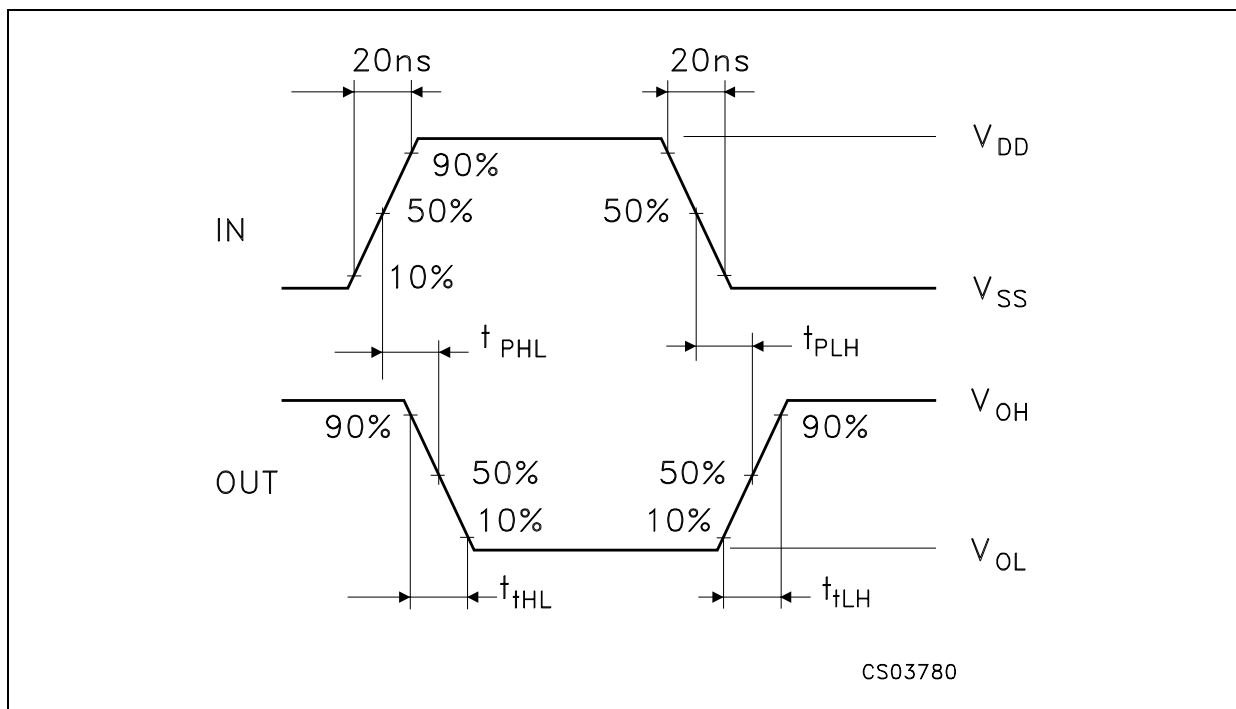 20ns 20ns
V_DD
90%
50% 50%
IN
10%
V_SS
t_PHL t_PLH
V_OH
90% 90%
50% 50%
OUT
10% 10%
V_OL
t_tHL t_tLH
CS03780